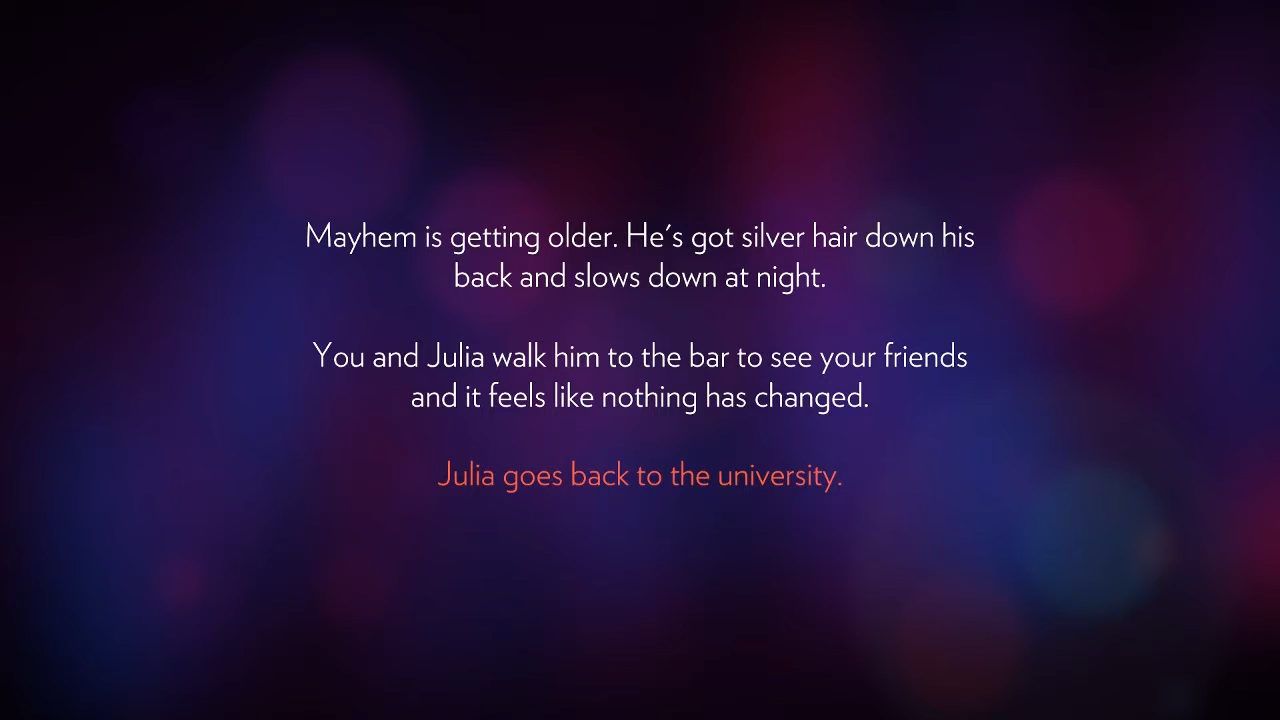 Mayhem is getting older. He's got silver hair down his
back and slows down at night.
You and Julia walk him to the bar to see your friends
and it feels like nothing has changed.
Julia goes back to the university.